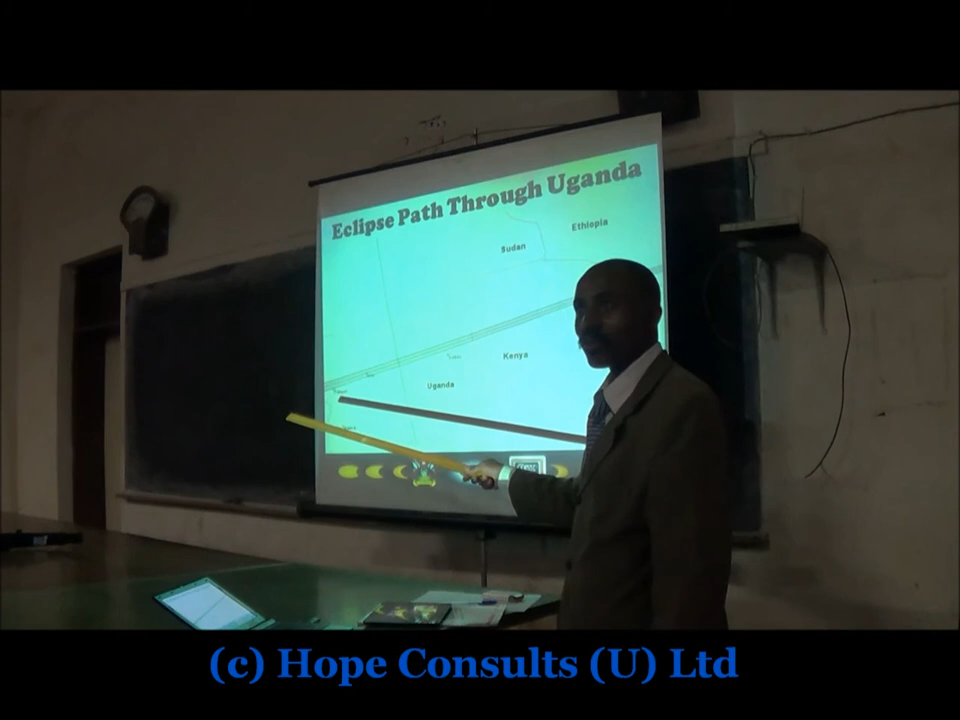 Eclipse Path Through Uganda
Ethiopia
Sudan
Kenya
Uganda
(c) Hope Consults (U) Ltd